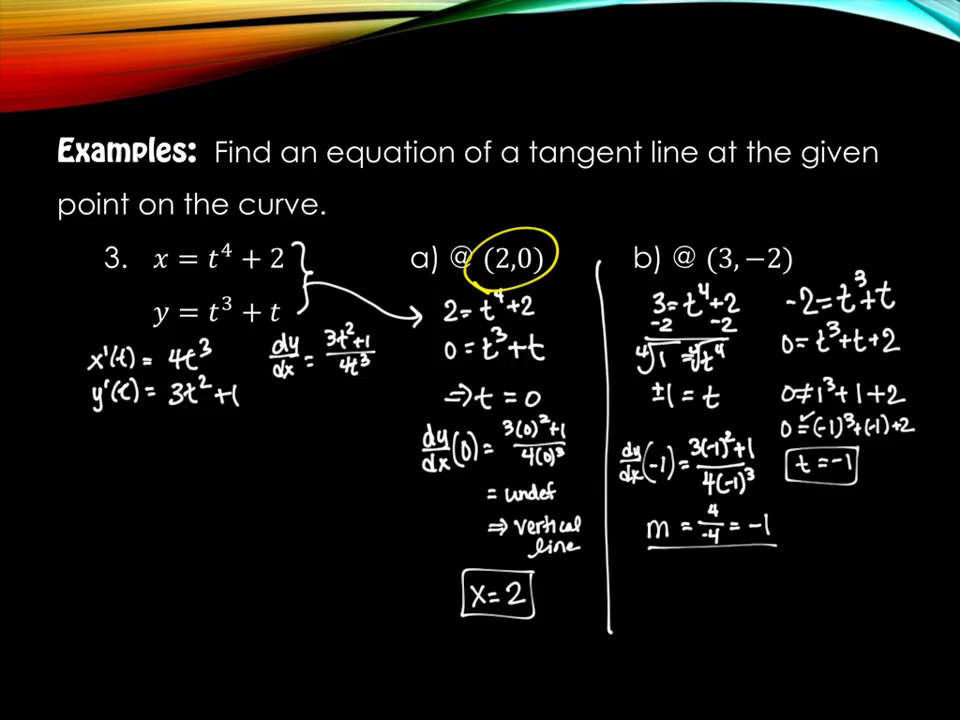 Examples: Find an equation of a tangent line at the given
point on the curve.
3. x = t⁴ + 2
y = t³ + t
x'(t) = 4t³
y'(t) = 3t² + 1
dy/dx = (3t²+1)/(4t³)
a) @ (2,0)
2 = t⁴+2
0 = t³+t
⇒ t = 0
dy/dx (0) = (3(0)²+1)/(4(0)³)
= undef
⇒ vertical
line
x = 2
b) @ (3,−2)
3 = t⁴+2
-2 -2
⁴√1 = ⁴√t⁴
±1 = t
-2 = t³+t
0 = t³+t+2
0 ≠ 1³+1+2
0 =✓ (-1)³+(-1)+2
t = -1
dy/dx (-1) = (3(-1)²+1)/(4(-1)³)
m = 4/-4 = -1